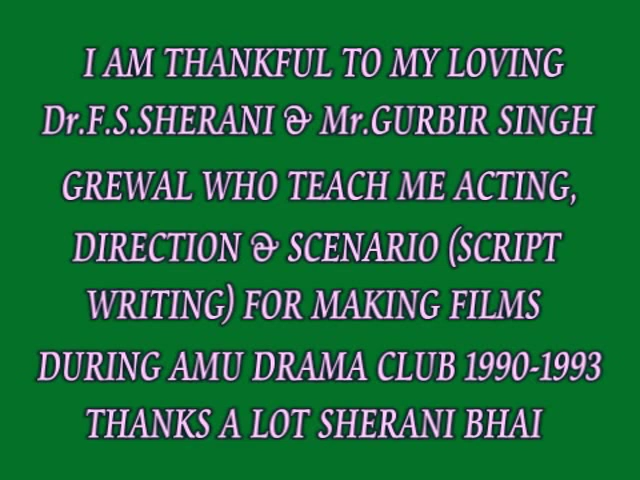 I AM THANKFUL TO MY LOVING
Dr.F.S.SHERANI & Mr.GURBIR SINGH
GREWAL WHO TEACH ME ACTING,
DIRECTION & SCENARIO (SCRIPT
WRITING) FOR MAKING FILMS
DURING AMU DRAMA CLUB 1990-1993
THANKS A LOT SHERANI BHAI